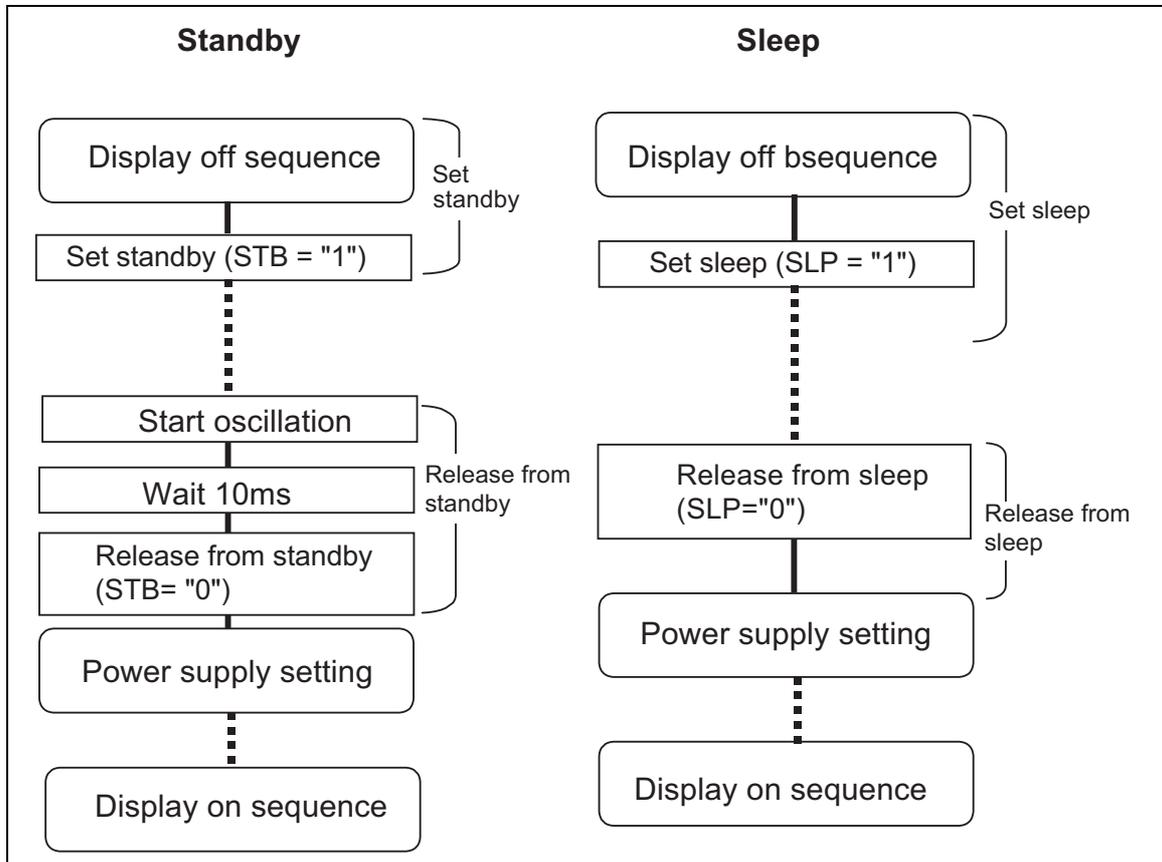 Standby
Display off sequence
Set
standby
Set standby (STB = "1")
Start oscillation
Wait 10ms
Release from
standby
Release from standby
(STB= "0")
Power supply setting
Display on sequence
Sleep
Display off bsequence
Set sleep
Set sleep (SLP = "1")
Release from sleep
(SLP="0")
Release from
sleep
Power supply setting
Display on sequence